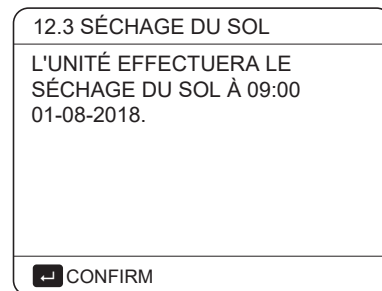 12.3 SÉCHAGE DU SOL
L'UNITÉ EFFECTUERA LE
SÉCHAGE DU SOL À 09:00
01-08-2018.
CONFIRM